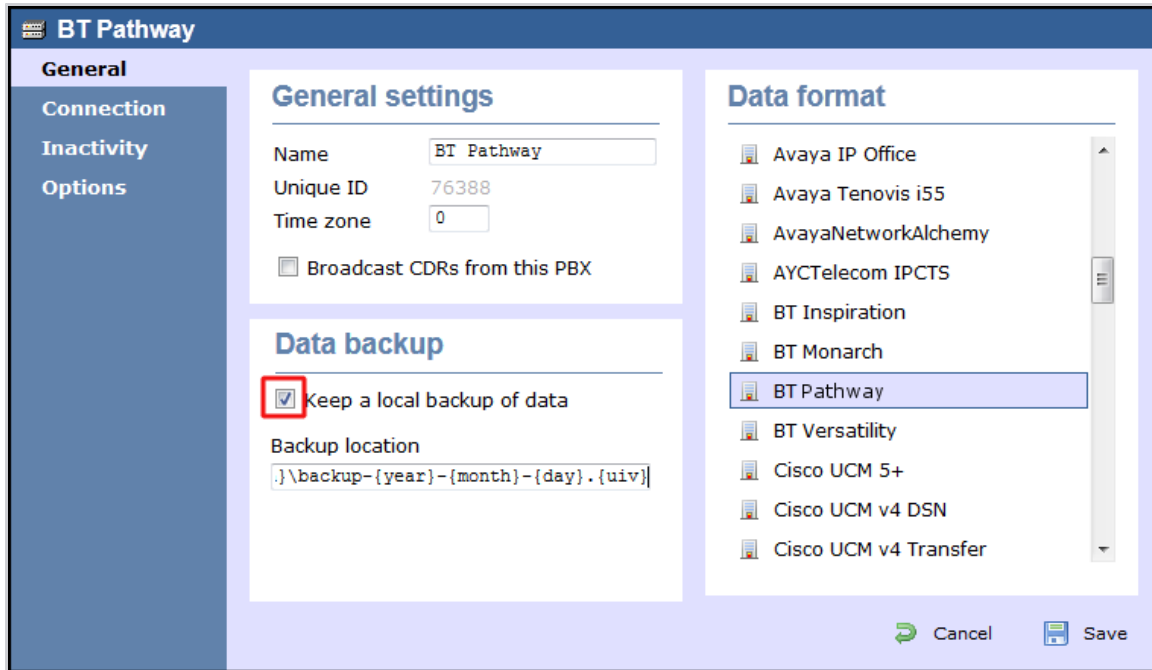 BT Pathway
General
Connection
Inactivity
Options
General settings
Name BT Pathway
Unique ID 76388
Time zone 0
Broadcast CDRs from this PBX
Data backup
Keep a local backup of data
Backup location
.}\backup-{year}-{month}-{day}.{uiv}
Data format
Avaya IP Office
Avaya Tenovis i55
AvayaNetworkAlchemy
AYCTelecom IPCTS
BT Inspiration
BT Monarch
BT Pathway
BT Versatility
Cisco UCM 5+
Cisco UCM v4 DSN
Cisco UCM v4 Transfer
Cancel Save